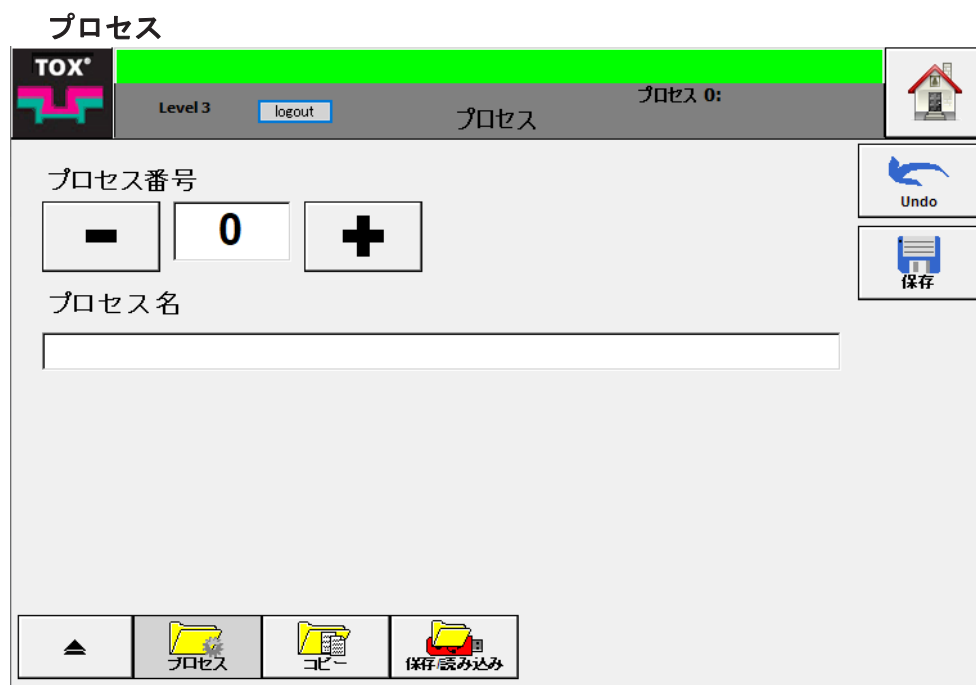 プロセス
TOX®
Level 3
logout
プロセス
プロセス 0:
Undo
保存
プロセス番号
0
プロセス名
プロセス
コピー
保存/読み込み